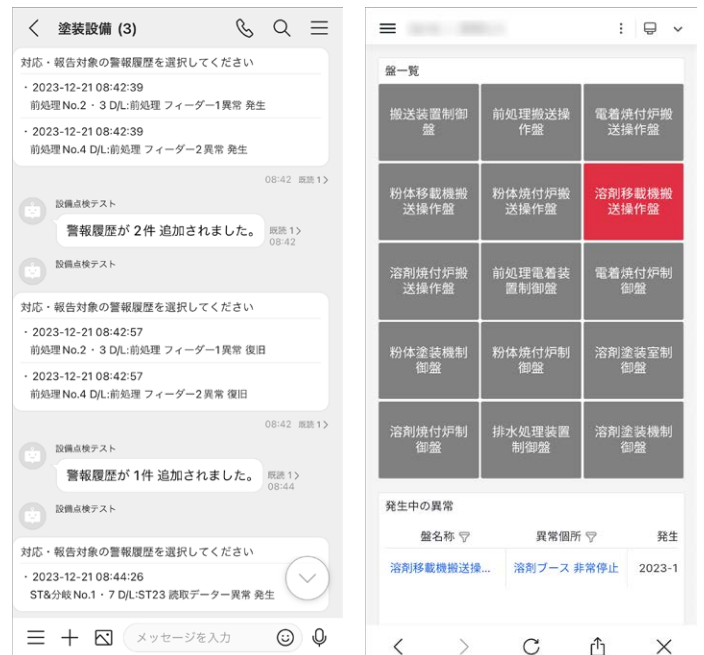 塗装設備 (3)
対応・報告対象の警報履歴を選択してください
・2023-12-21 08:42:39
前処理 No.2・3 D/L:前処理 フィーダー1異常 発生
・2023-12-21 08:42:39
前処理 No.4 D/L:前処理 フィーダー2異常 発生
08:42 既読 1>
設備点検テスト
警報履歴が 2件 追加されました。
既読 1>
08:42
設備点検テスト
対応・報告対象の警報履歴を選択してください
・2023-12-21 08:42:57
前処理 No.2・3 D/L:前処理 フィーダー1異常 復旧
・2023-12-21 08:42:57
前処理 No.4 D/L:前処理 フィーダー2異常 復旧
08:42 既読 1>
設備点検テスト
警報履歴が 1件 追加されました。
既読 1>
08:44
設備点検テスト
対応・報告対象の警報履歴を選択してください
・2023-12-21 08:44:26
ST&分岐 No.1・7 D/L:ST23 読取データー異常 発生
メッセージを入力
盤一覧
搬送装置制御
盤
前処理搬送操
作盤
電着焼付炉搬
送操作盤
粉体移載機搬
送操作盤
粉体焼付炉搬
送操作盤
溶剤移載機搬
送操作盤
溶剤焼付炉搬
送操作盤
前処理電着装
置制御盤
電着焼付炉制
御盤
粉体塗装機制
御盤
粉体焼付炉制
御盤
溶剤塗装室制
御盤
溶剤焼付炉制
御盤
排水処理装置
制御盤
溶剤塗装機制
御盤
発生中の異常
盤名称 異常個所 発生
溶剤移載機搬送操... 溶剤ブース 非常停止 2023-1